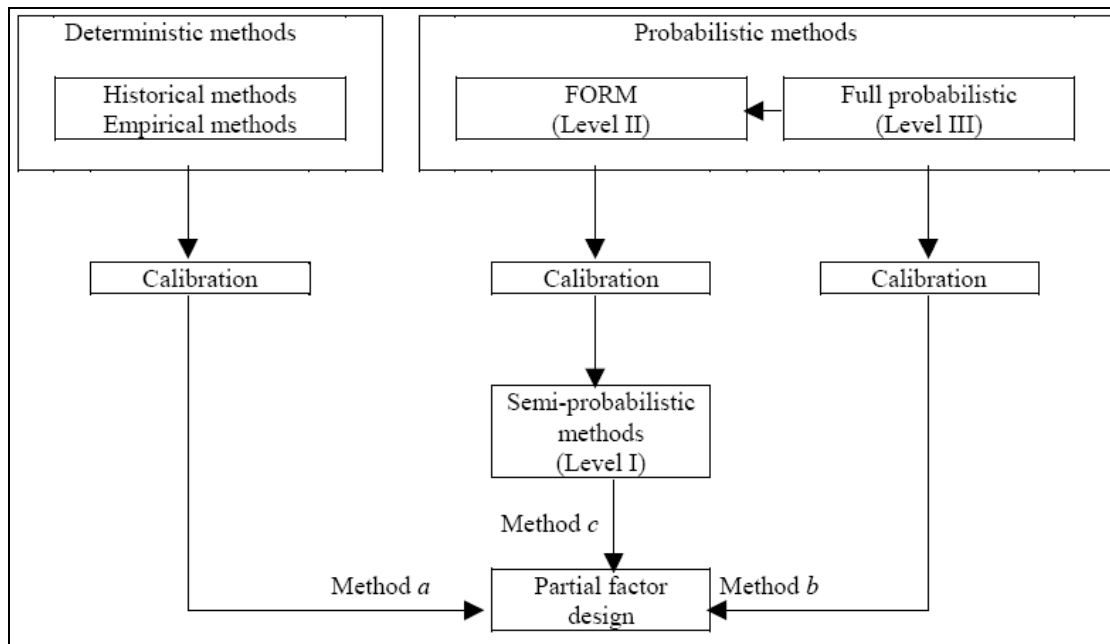 Deterministic methods
Probabilistic methods
Historical methods
Empirical methods
FORM
(Level II)
Full probabilistic
(Level III)
Calibration
Calibration
Calibration
Semi-probabilistic
methods
(Level I)
Method c
Method a
Partial factor
design
Method b